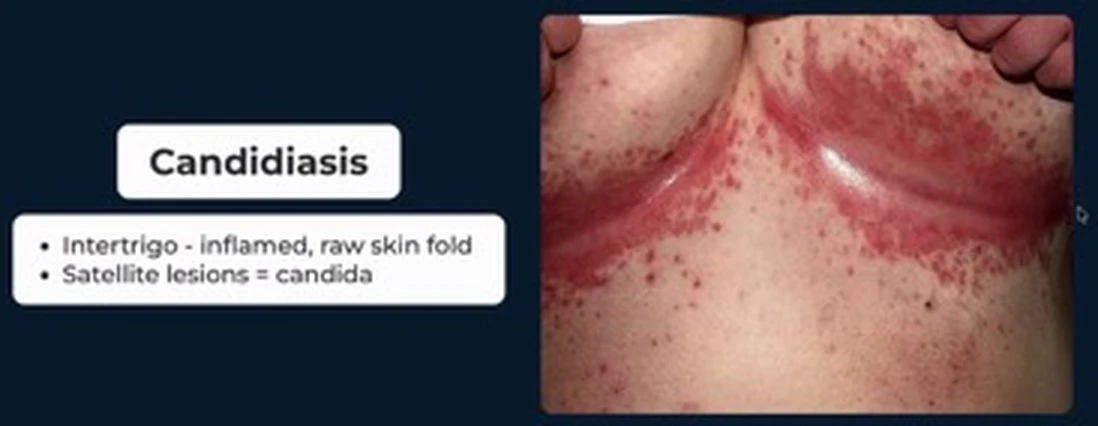 Candidiasis
• Intertrigo - inflamed, raw skin fold
• Satellite lesions = candida